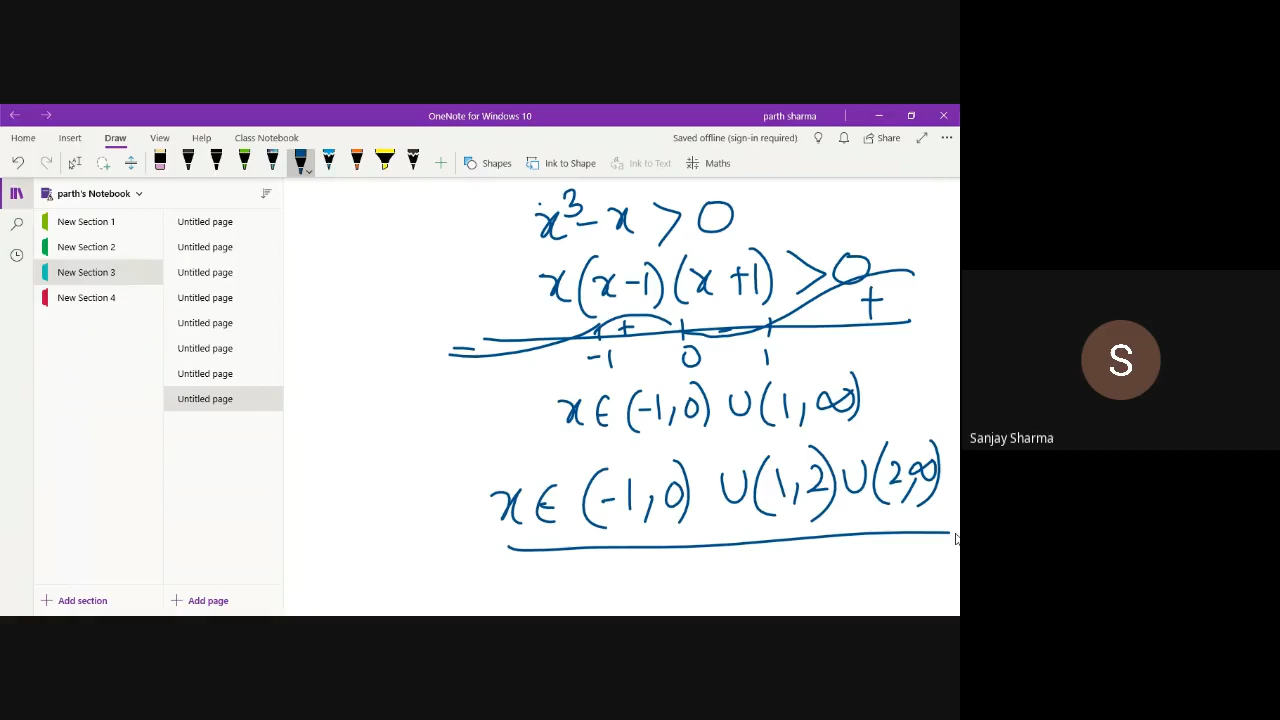 OneNote for Windows 10
parth sharma
Home Insert Draw View Help Class Notebook
Saved offline (sign-in required)
Share
Shapes
Ink to Shape
Ink to Text
Maths
parth's Notebook
New Section 1
New Section 2
New Section 3
New Section 4
Untitled page
Untitled page
Untitled page
Untitled page
Untitled page
Untitled page
Untitled page
Untitled page
x³ - x > 0
x(x-1)(x+1) > 0
- + - +
-1 0 1
x ∈ (-1,0) ∪ (1,∞)
x ∈ (-1,0) ∪ (1,2) ∪ (2,∞)
Add section
Add page
S
Sanjay Sharma